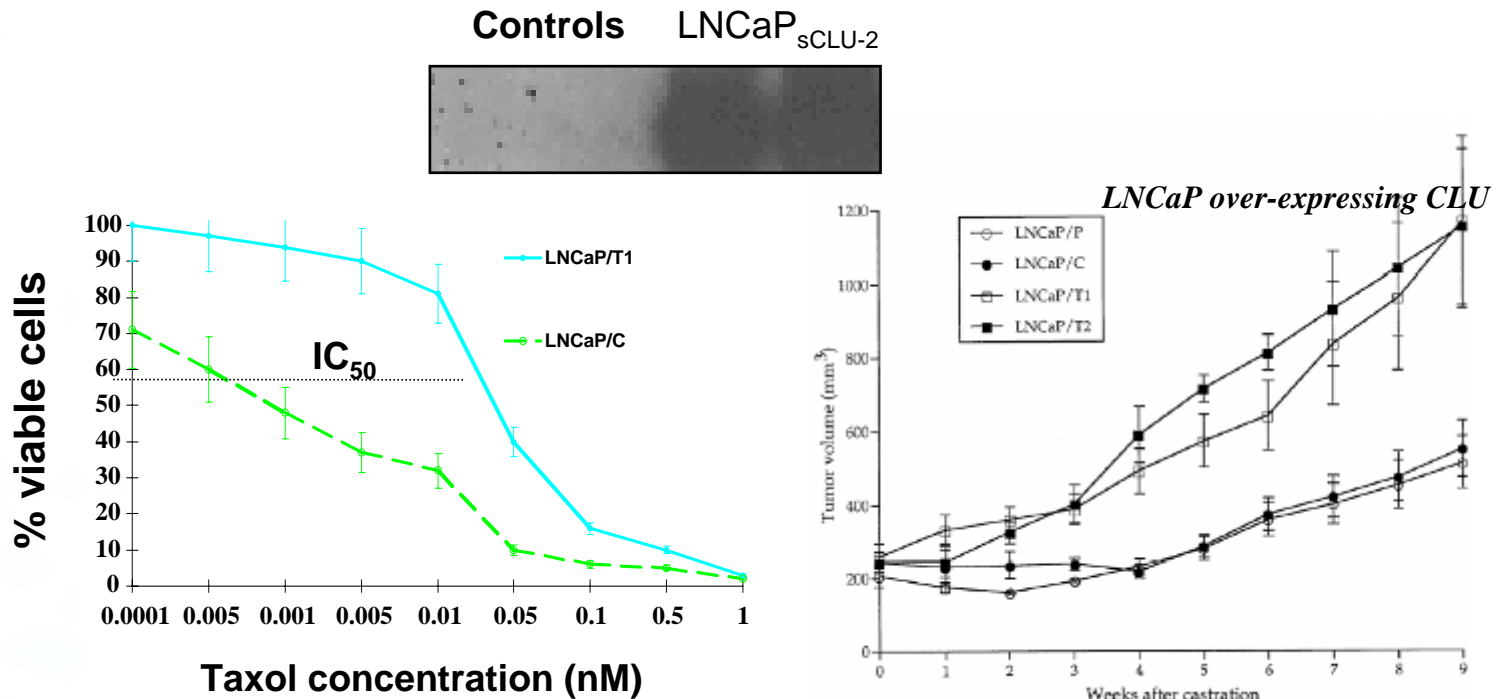 Controls LNCaPsCLU-2
% viable cells
100
90
80
70
60
50
40
30
20
10
0
LNCaP/T1
LNCaP/C
IC50
0.0001 0.005 0.001 0.005 0.01 0.05 0.1 0.5 1
Taxol concentration (nM)
LNCaP over-expressing CLU
Tumor volume (mm3)
1200
1000
800
600
400
200
0
LNCaP/P
LNCaP/C
LNCaP/T1
LNCaP/T2
0 1 2 3 4 5 6 7 8 9
Weeks after castration